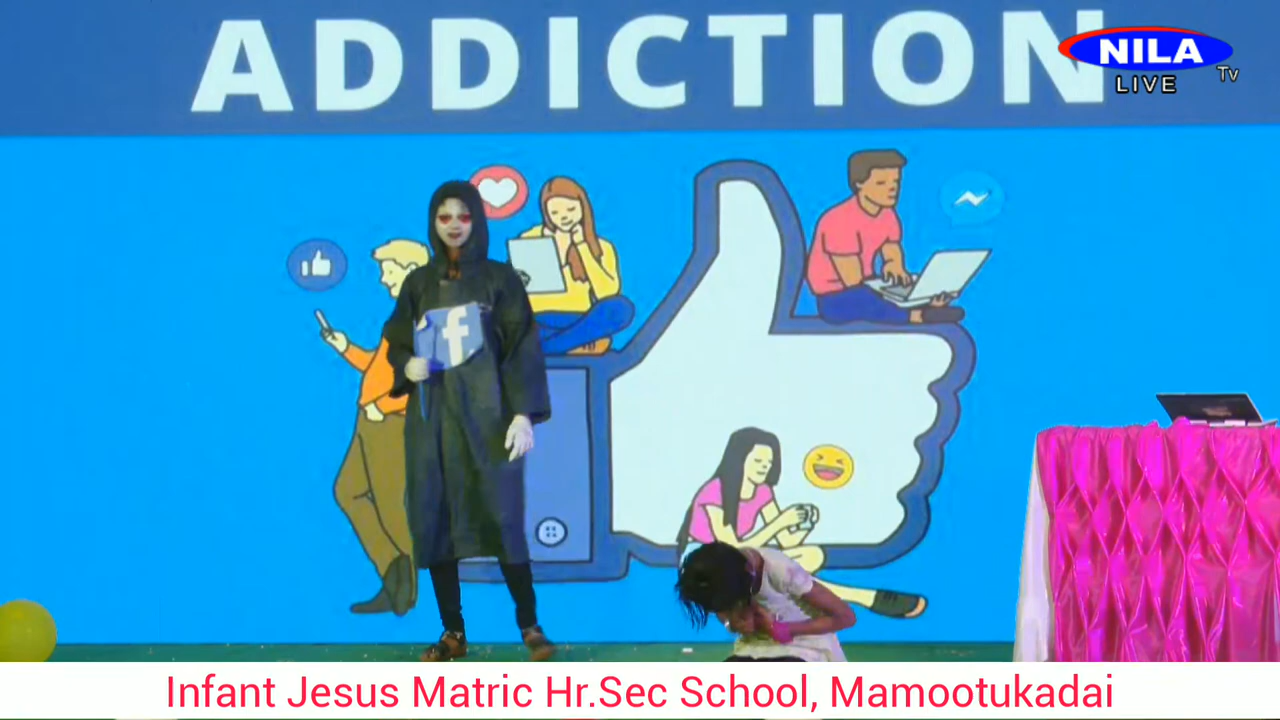 ADDICTION
NILA
LIVE Tv
f
Infant Jesus Matric Hr.Sec School, Mamootukadai